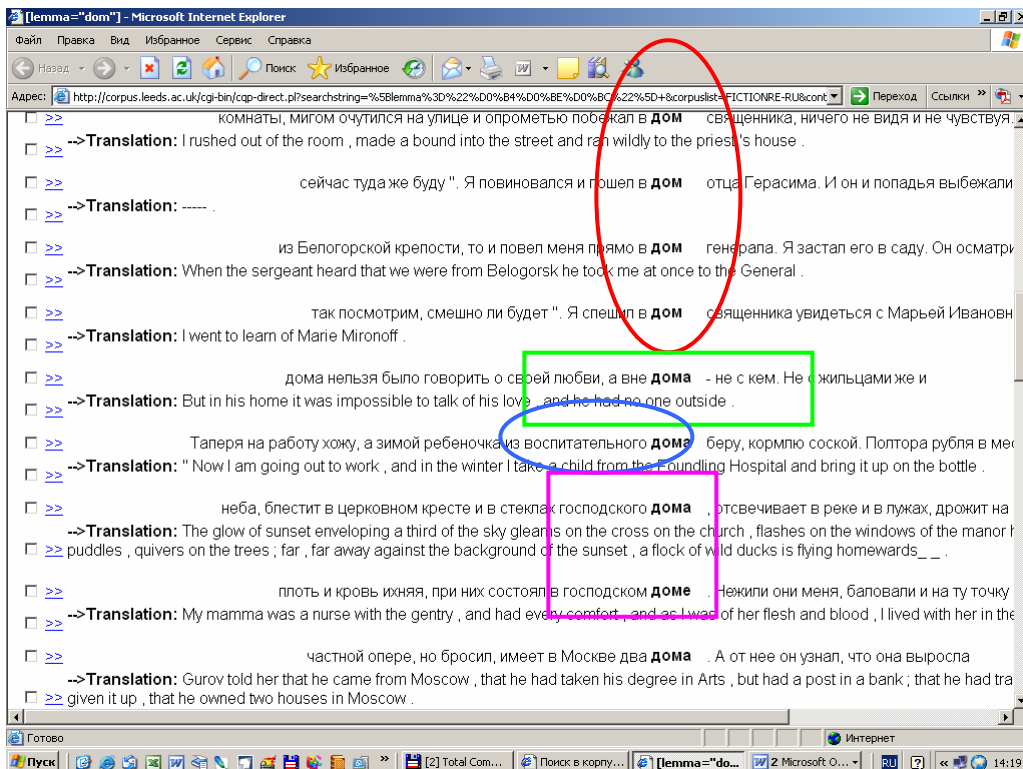 [lemma="dom"] - Microsoft Internet Explorer
Файл Правка Вид Избранное Сервис Справка
Назад Поиск Избранное
Адрес: http://corpus.leeds.ac.uk/cgi-bin/cqp-direct.pl?searchstring=%5Blemma%3D%22%D0%B4%D0%BE%D0%BC%22%5D+&corpuslist=FICTIONRE-RU&cont Переход Ссылки »
>> комнаты, мигом очутился на улице и опрометью побежал в дом священника, ничего не видя и не чувствуя.
>> -->Translation: I rushed out of the room , made a bound into the street and ran wildly to the priest 's house .
>> сейчас туда же буду ". Я повиновался и пошел в дом отца Герасима. И он и попадья выбежали
>> -->Translation: ----- .
>> из Белогорской крепости, то и повел меня прямо в дом генерала. Я застал его в саду. Он осматри
>> -->Translation: When the sergeant heard that we were from Belogorsk he took me at once to the General .
>> так посмотрим, смешно ли будет ". Я спешил в дом священника увидеться с Марьей Ивановн
>> -->Translation: I went to learn of Marie Mironoff .
>> дома нельзя было говорить о своей любви, а вне дома - не с кем. Не с жильцами же и
>> -->Translation: But in his home it was impossible to talk of his love , and he had no one outside .
>> Таперя на работу хожу, а зимой ребеночка из воспитательного дома беру, кормлю соской. Полтора рубля в мес
>> -->Translation: " Now I am going out to work , and in the winter I take a child from the Foundling Hospital and bring it up on the bottle .
>> неба, блестит в церковном кресте и в стеклах господского дома , отсвечивает в реке и в лужах, дрожит на
-->Translation: The glow of sunset enveloping a third of the sky gleams on the cross on the church , flashes on the windows of the manor h
>> puddles , quivers on the trees ; far , far away against the background of the sunset , a flock of wild ducks is flying homewards_ _ .
>> плоть и кровь ихняя, при них состоял в господском доме . Нежили они меня, баловали и на ту точку
>> -->Translation: My mamma was a nurse with the gentry , and had every comfort , and as I was of her flesh and blood , I lived with her in the
>> частной опере, но бросил, имеет в Москве два дома . А от нее он узнал, что она выросла
-->Translation: Gurov told her that he came from Moscow , that he had taken his degree in Arts , but had a post in a bank ; that he had tra
>> given it up , that he owned two houses in Moscow .
Готово Интернет
Пуск » [2] Total Com... Поиск в корпу... [lemma="do... 2 Microsoft O... RU « 14:19